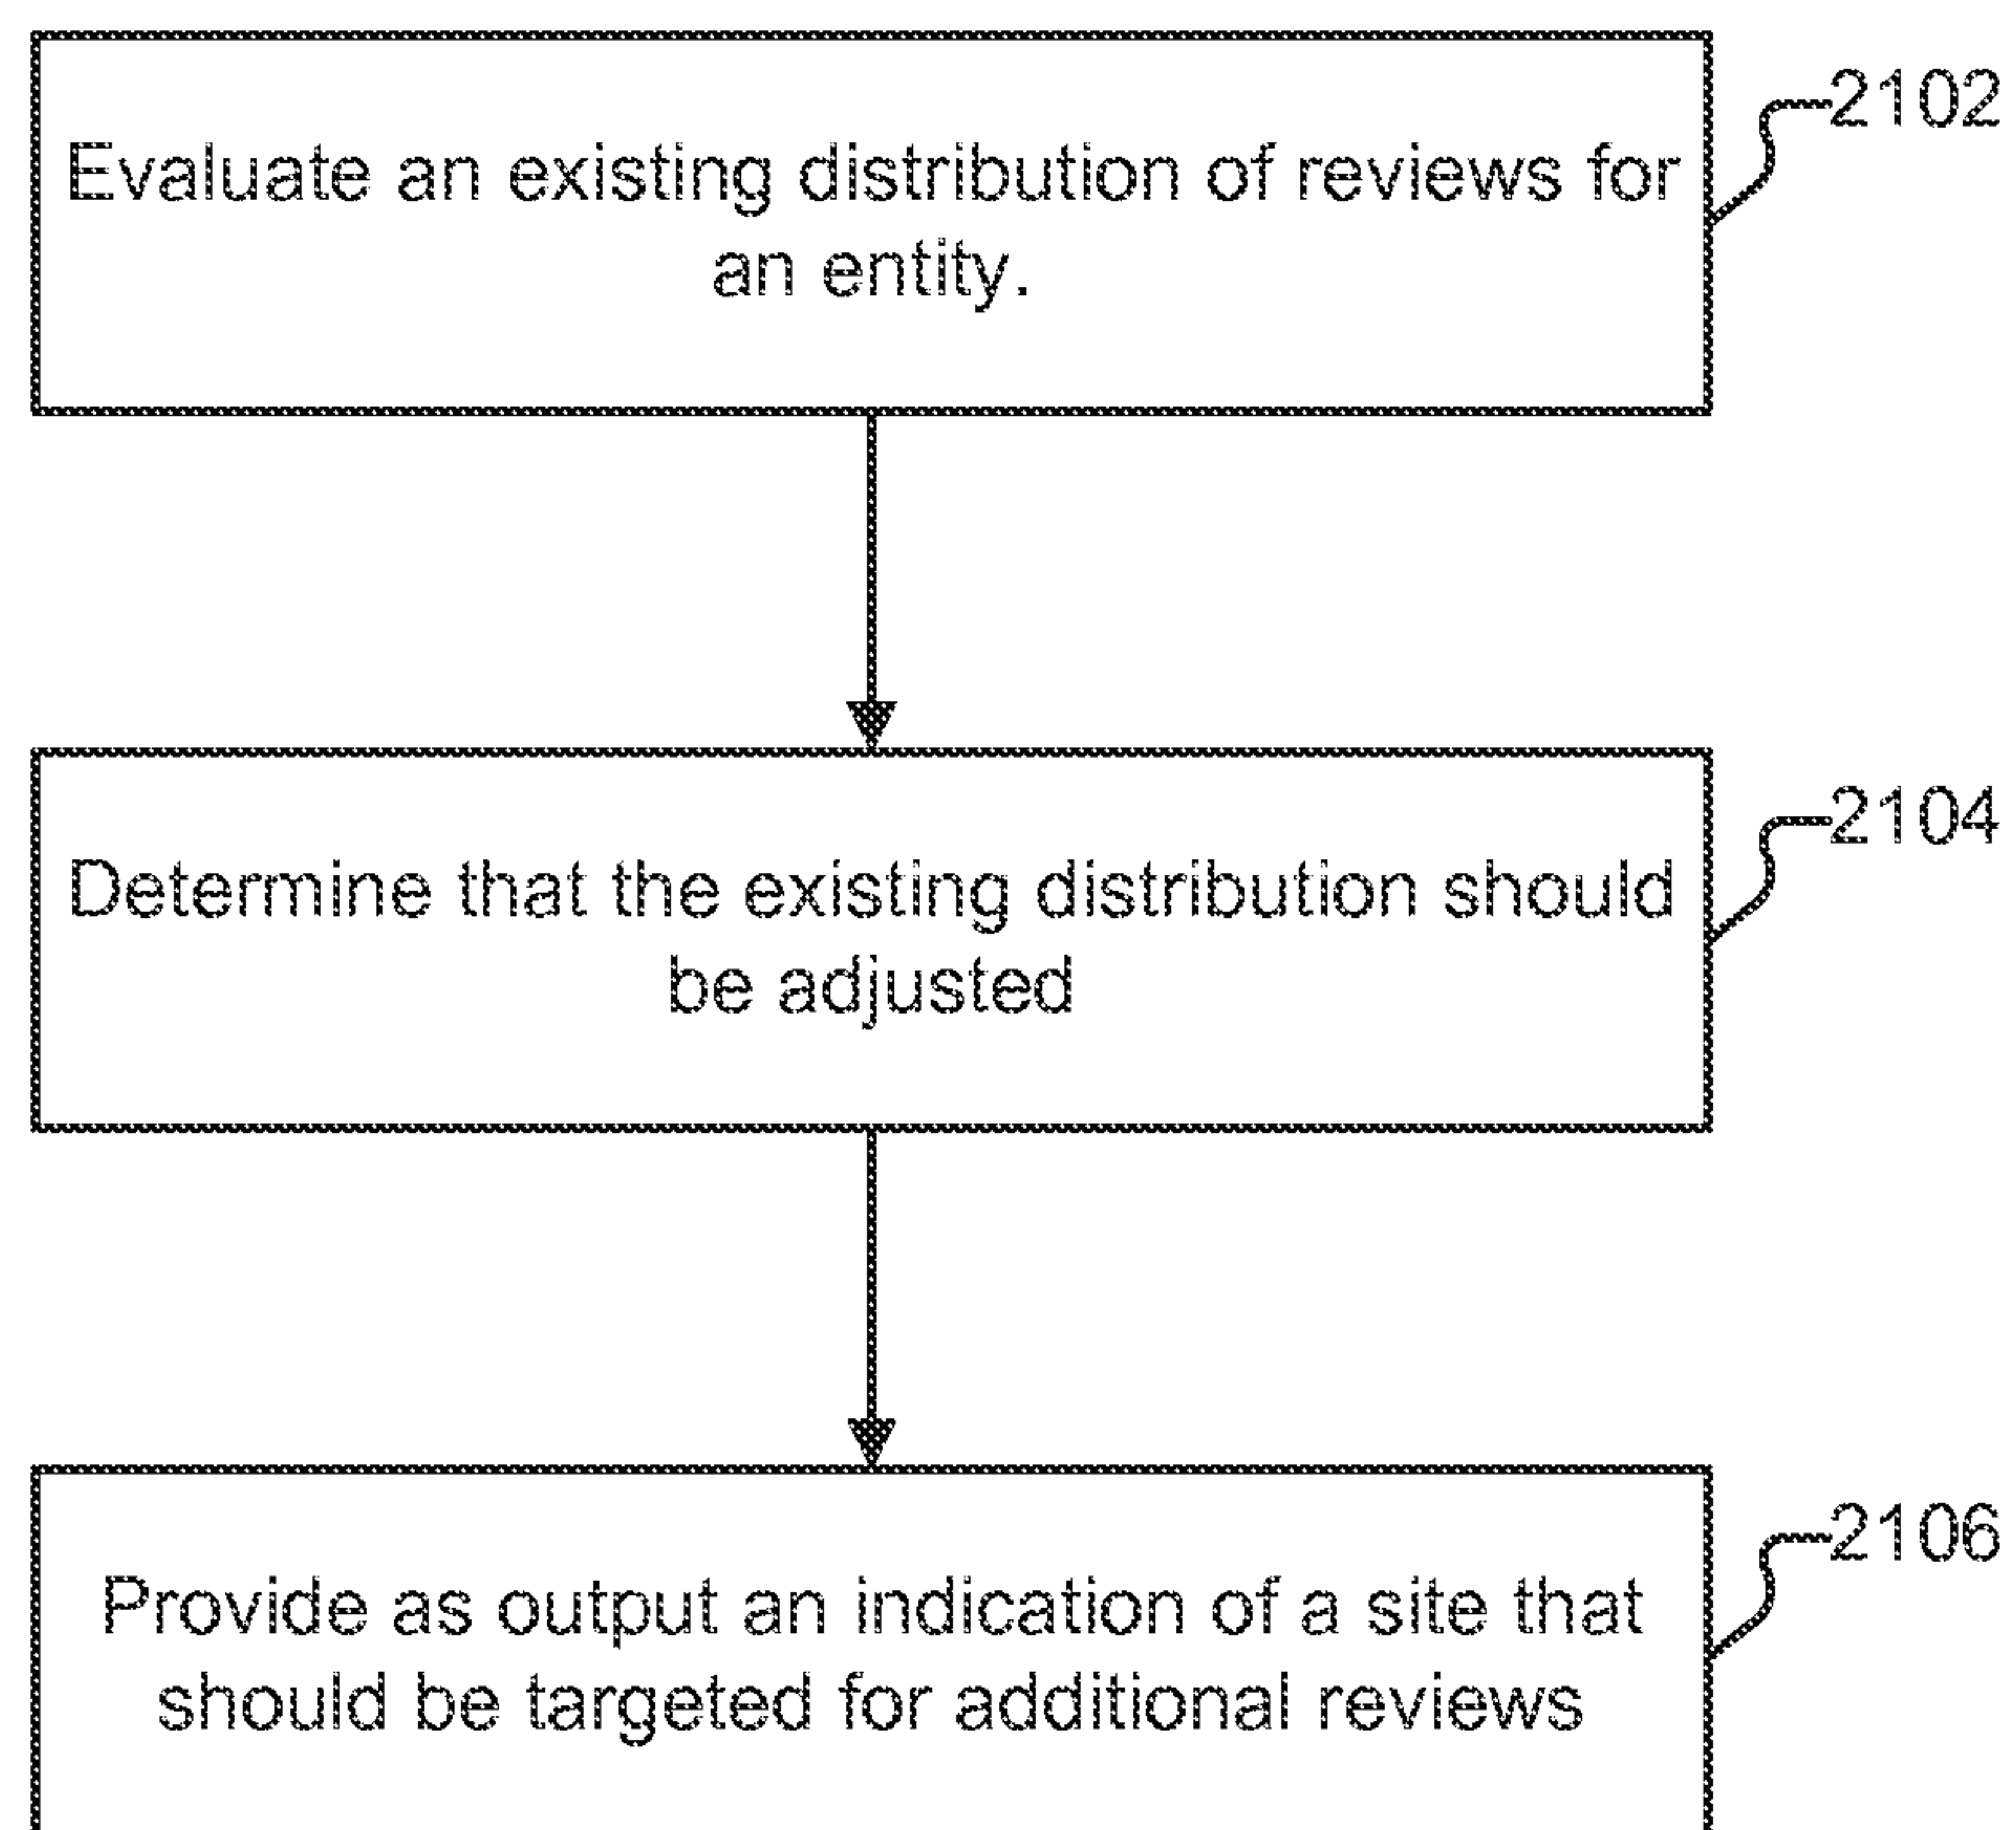 2102
Evaluate an existing distribution of reviews for
an entity.
2104
Determine that the existing distribution should
be adjusted
2106
Provide as output an indication of a site that
should be targeted for additional reviews